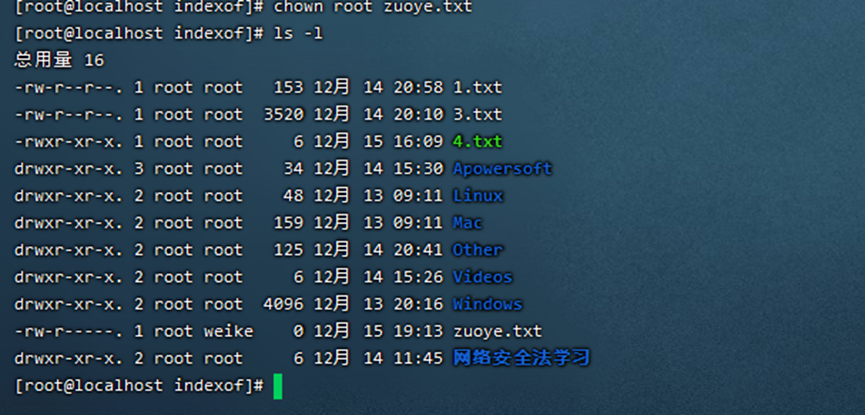 [root@localhost indexof]# chown root zuoye.txt
[root@localhost indexof]# ls -l
总用量 16
-rw-r--r--. 1 root root   153 12月  14 20:58 1.txt
-rw-r--r--. 1 root root  3520 12月  14 20:10 3.txt
-rwxr-xr-x. 1 root root     6 12月  15 16:09 4.txt
drwxr-xr-x. 3 root root    34 12月  14 15:30 Apowersoft
drwxr-xr-x. 2 root root    48 12月  13 09:11 Linux
drwxr-xr-x. 2 root root   159 12月  13 09:11 Mac
drwxr-xr-x. 2 root root   125 12月  14 20:41 Other
drwxr-xr-x. 2 root root     6 12月  14 15:26 Videos
drwxr-xr-x. 2 root root  4096 12月  13 20:16 Windows
-rw-r-----. 1 root weike    0 12月  15 19:13 zuoye.txt
drwxr-xr-x. 2 root root     6 12月  14 11:45 网络安全法学习
[root@localhost indexof]#